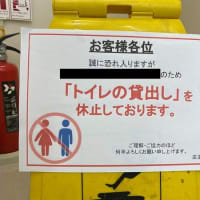 お客様各位
誠に恐れ入りますが
のため
「トイレの貸出し」を
休止しております。
ご理解・ご協力のほど
何卒よろしくお願い申し上げます。